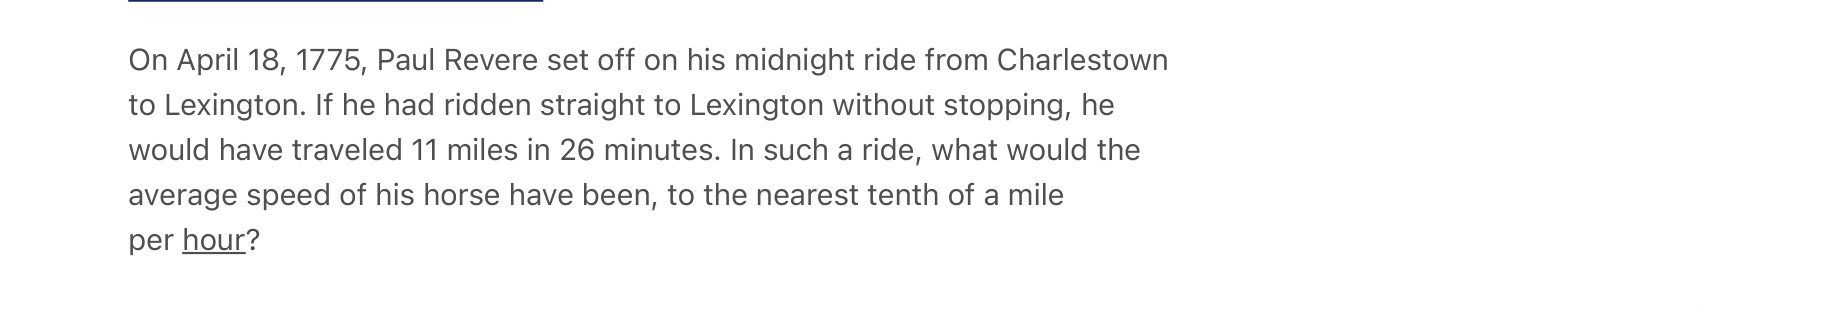 On April 18, 1775, Paul Revere set off on his midnight ride from Charlestown
to Lexington. If he had ridden straight to Lexington without stopping, he
would have traveled 11 miles in 26 minutes. In such a ride, what would the
average speed of his horse have been, to the nearest tenth of a mile
per hour?